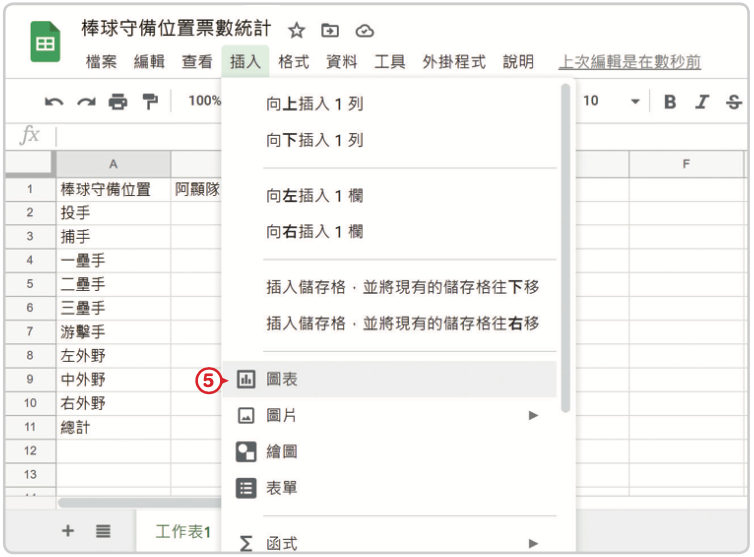 棒球守備位置票數統計
檔案 編輯 查看 插入 格式 資料 工具 外掛程式 說明 上次編輯是在數秒前
100% 10 B I S
fx
A F
1 棒球守備位置 阿顯隊
2 投手
3 捕手
4 一壘手
5 二壘手
6 三壘手
7 游擊手
8 左外野
9 中外野
10 右外野
11 總計
12
13
向上插入 1 列
向下插入 1 列
向左插入 1 欄
向右插入 1 欄
插入儲存格，並將現有的儲存格往下移
插入儲存格，並將現有的儲存格往右移
5 圖表
圖片
繪圖
表單
Σ 函式
+ 工作表1